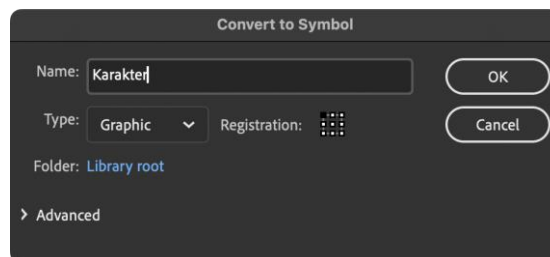 Convert to Symbol
Name: Karakter OK
Type: Graphic Registration: Cancel
Folder: Library root
Advanced